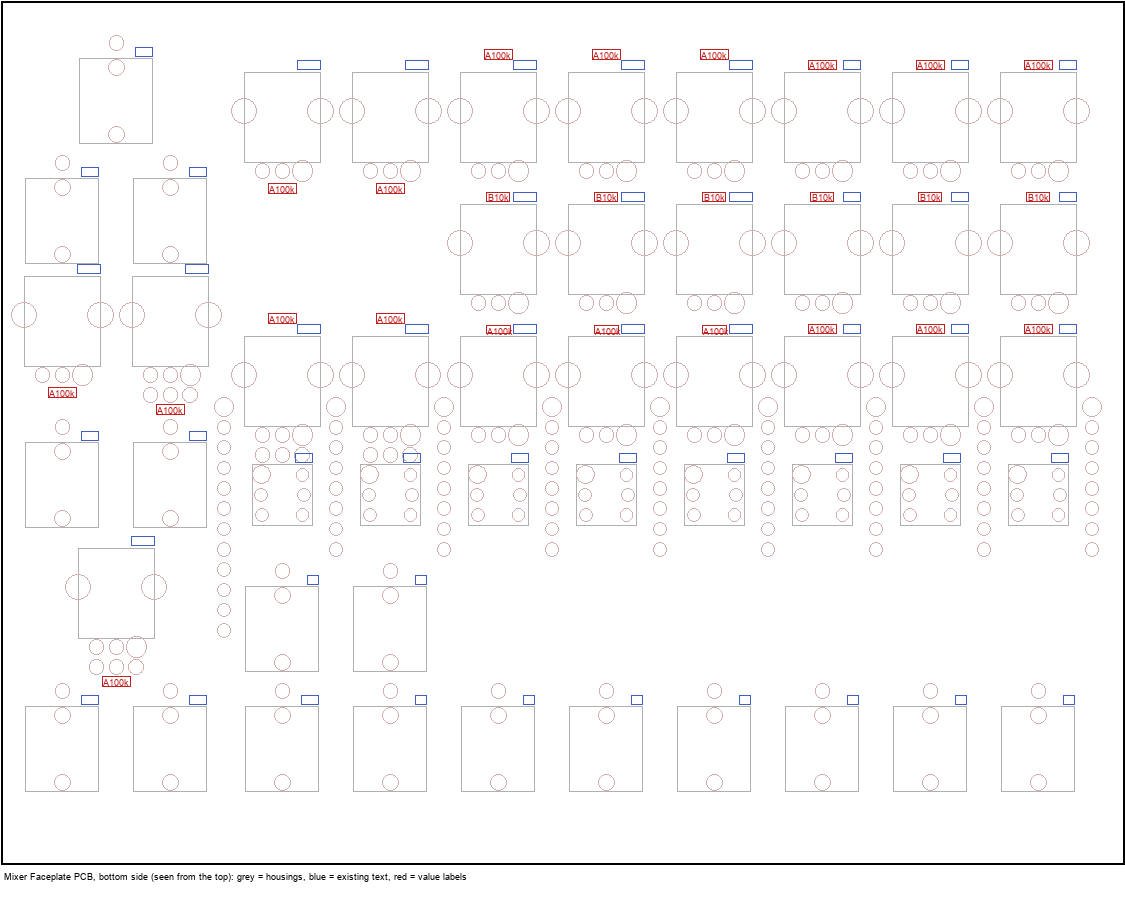 A100k A100k A100k
A100k A100k A100k
A100k A100k
B10k B10k B10k B10k B10k B10k
A100k A100k
A100k A100k A100k A100k A100k A100k
A100k
A100k
A100k
Mixer Faceplate PCB, bottom side (seen from the top): grey = housings, blue = existing text, red = value labels